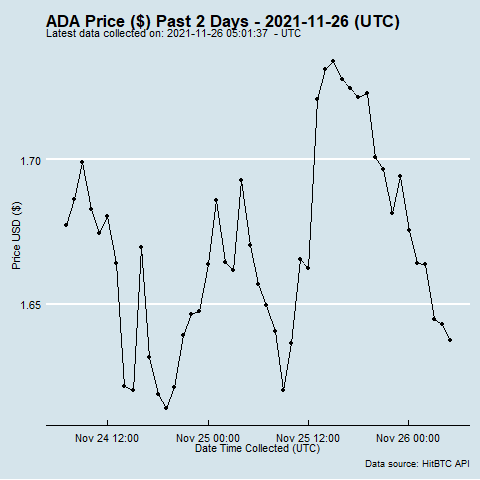 ADA Price ($) Past 2 Days - 2021-11-26 (UTC)
Latest data collected on: 2021-11-26 05:01:37 - UTC
1.70
Price USD ($)
1.65
Nov 24 12:00 Nov 25 00:00 Nov 25 12:00 Nov 26 00:00
Date Time Collected (UTC)
Data source: HitBTC API